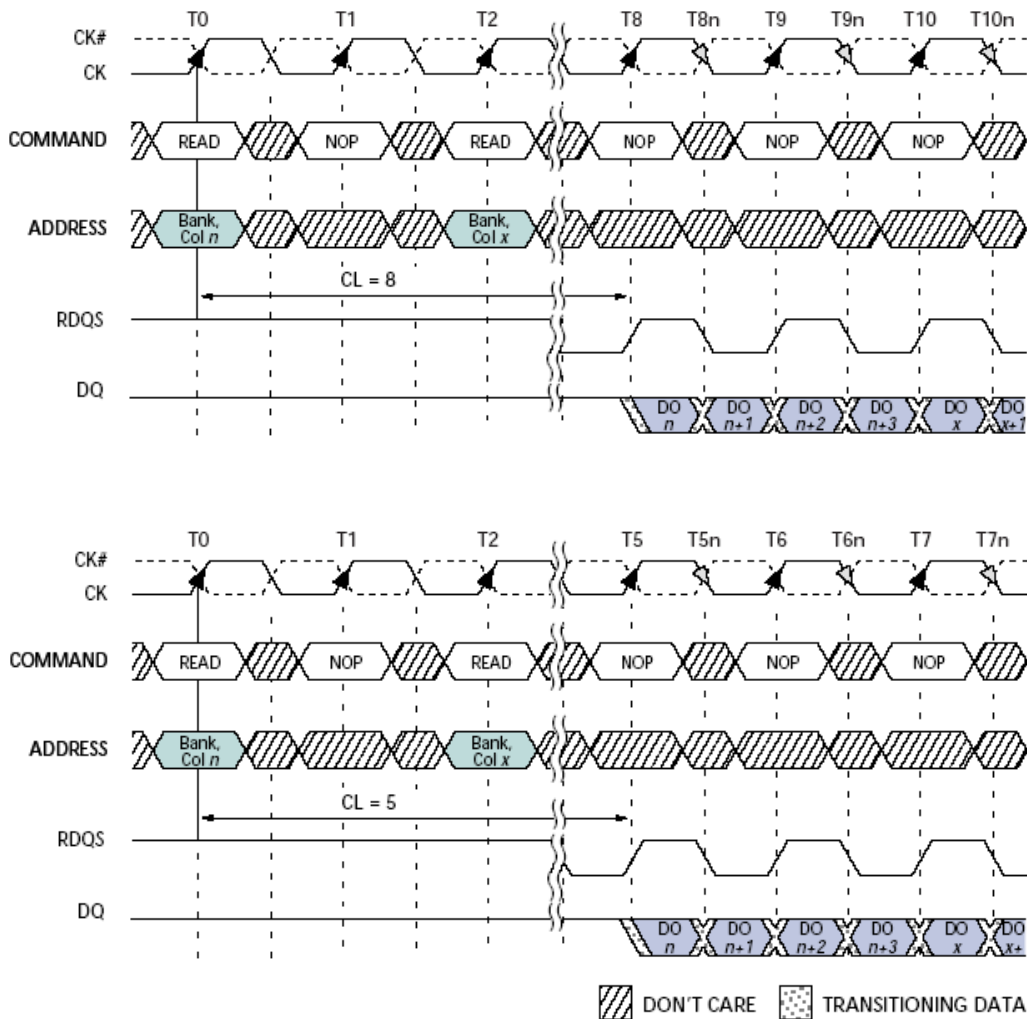 T0 T1 T2 T8 T8n T9 T9n T10 T10n
CK#
CK
COMMAND READ NOP READ NOP NOP NOP
ADDRESS Bank, Col n Bank, Col x
CL = 8
RDQS
DQ
DO n DO n+1 DO n+2 DO n+3 DO x DO x+1
T0 T1 T2 T5 T5n T6 T6n T7 T7n
CK#
CK
COMMAND READ NOP READ NOP NOP NOP
ADDRESS Bank, Col n Bank, Col x
CL = 5
RDQS
DQ
DO n DO n+1 DO n+2 DO n+3 DO x DO x+
DON'T CARE TRANSITIONING DATA